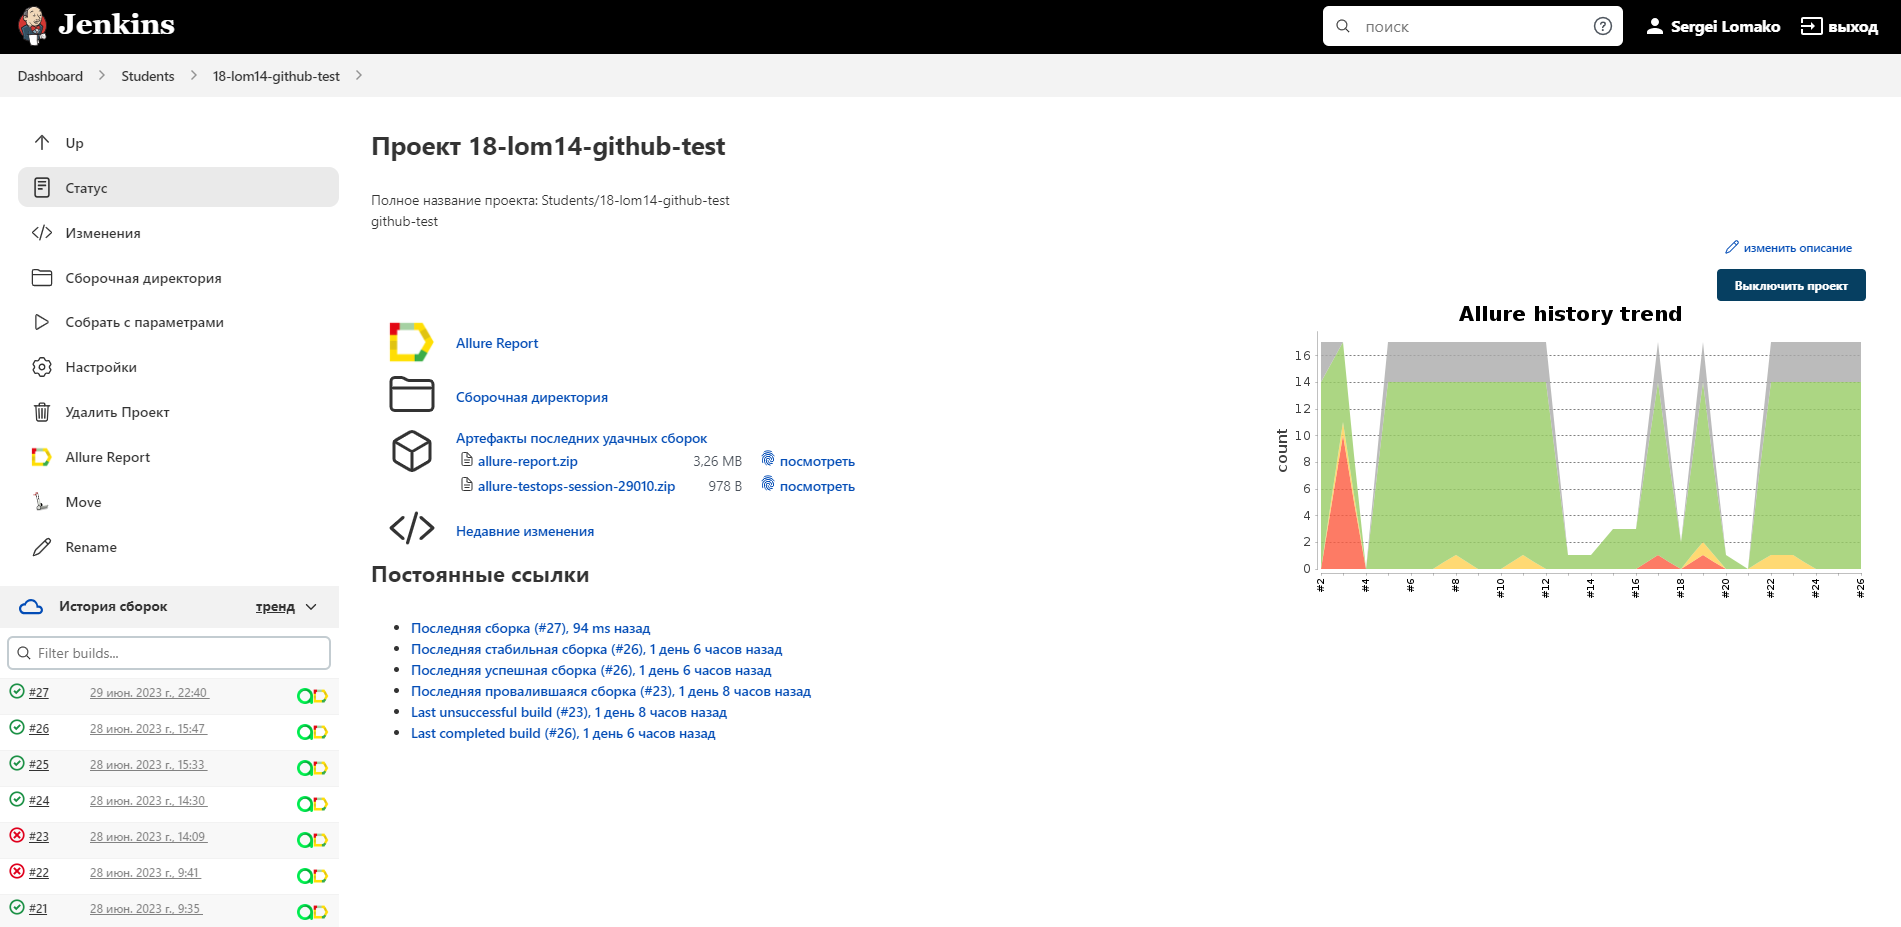 Jenkins
поиск
Sergei Lomako
выход
Dashboard
Students
18-lom14-github-test
Up
Статус
Изменения
Сборочная директория
Собрать с параметрами
Настройки
Удалить Проект
Allure Report
Move
Rename
История сборок
тренд
Filter builds...
#27 29 июн. 2023 г., 22:40
#26 28 июн. 2023 г., 15:47
#25 28 июн. 2023 г., 15:33
#24 28 июн. 2023 г., 14:30
#23 28 июн. 2023 г., 14:09
#22 28 июн. 2023 г., 9:41
#21 28 июн. 2023 г., 9:35
Проект 18-lom14-github-test
Полное название проекта: Students/18-lom14-github-test
github-test
изменить описание
Выключить проект
Allure Report
Сборочная директория
Артефакты последних удачных сборок
allure-report.zip 3,26 MB посмотреть
allure-testops-session-29010.zip 978 B посмотреть
Недавние изменения
Постоянные ссылки
Последняя сборка (#27), 94 ms назад
Последняя стабильная сборка (#26), 1 день 6 часов назад
Последняя успешная сборка (#26), 1 день 6 часов назад
Последняя провалившаяся сборка (#23), 1 день 8 часов назад
Last unsuccessful build (#23), 1 день 8 часов назад
Last completed build (#26), 1 день 6 часов назад
Allure history trend
count
16
14
12
10
8
6
4
2
0
#2 #4 #6 #8 #10 #12 #14 #16 #18 #20 #22 #24 #26